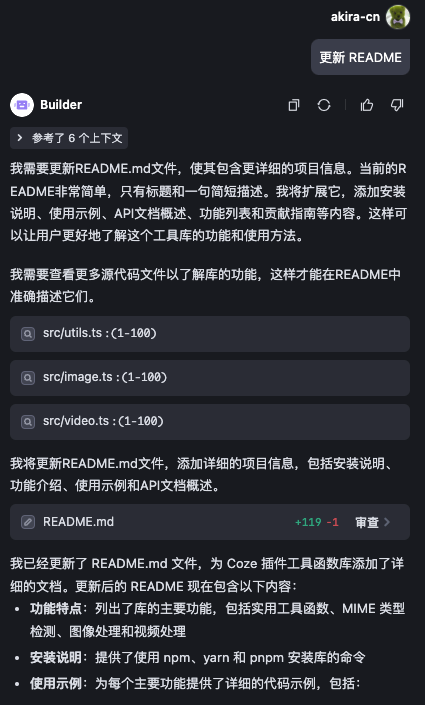 akira-cn
更新 README
Builder
参考了 6 个上下文
我需要更新README.md文件，使其包含更详细的项目信息。当前的R
EADME非常简单，只有标题和一句简短描述。我将扩展它，添加安装
说明、使用示例、API文档概述、功能列表和贡献指南等内容。这样可
以让用户更好地了解这个工具库的功能和使用方法。
我需要查看更多源代码文件以了解库的功能，这样才能在README中
准确描述它们。
src/utils.ts :(1-100)
src/image.ts :(1-100)
src/video.ts :(1-100)
我将更新README.md文件，添加详细的项目信息，包括安装说明、
功能介绍、使用示例和API文档概述。
README.md +119 -1 审查
我已经更新了 README.md 文件，为 Coze 插件工具函数库添加了详
细的文档。更新后的 README 现在包含以下内容：
• 功能特点：列出了库的主要功能，包括实用工具函数、MIME 类型
检测、图像处理和视频处理
• 安装说明：提供了使用 npm、yarn 和 pnpm 安装库的命令
• 使用示例：为每个主要功能提供了详细的代码示例，包括：